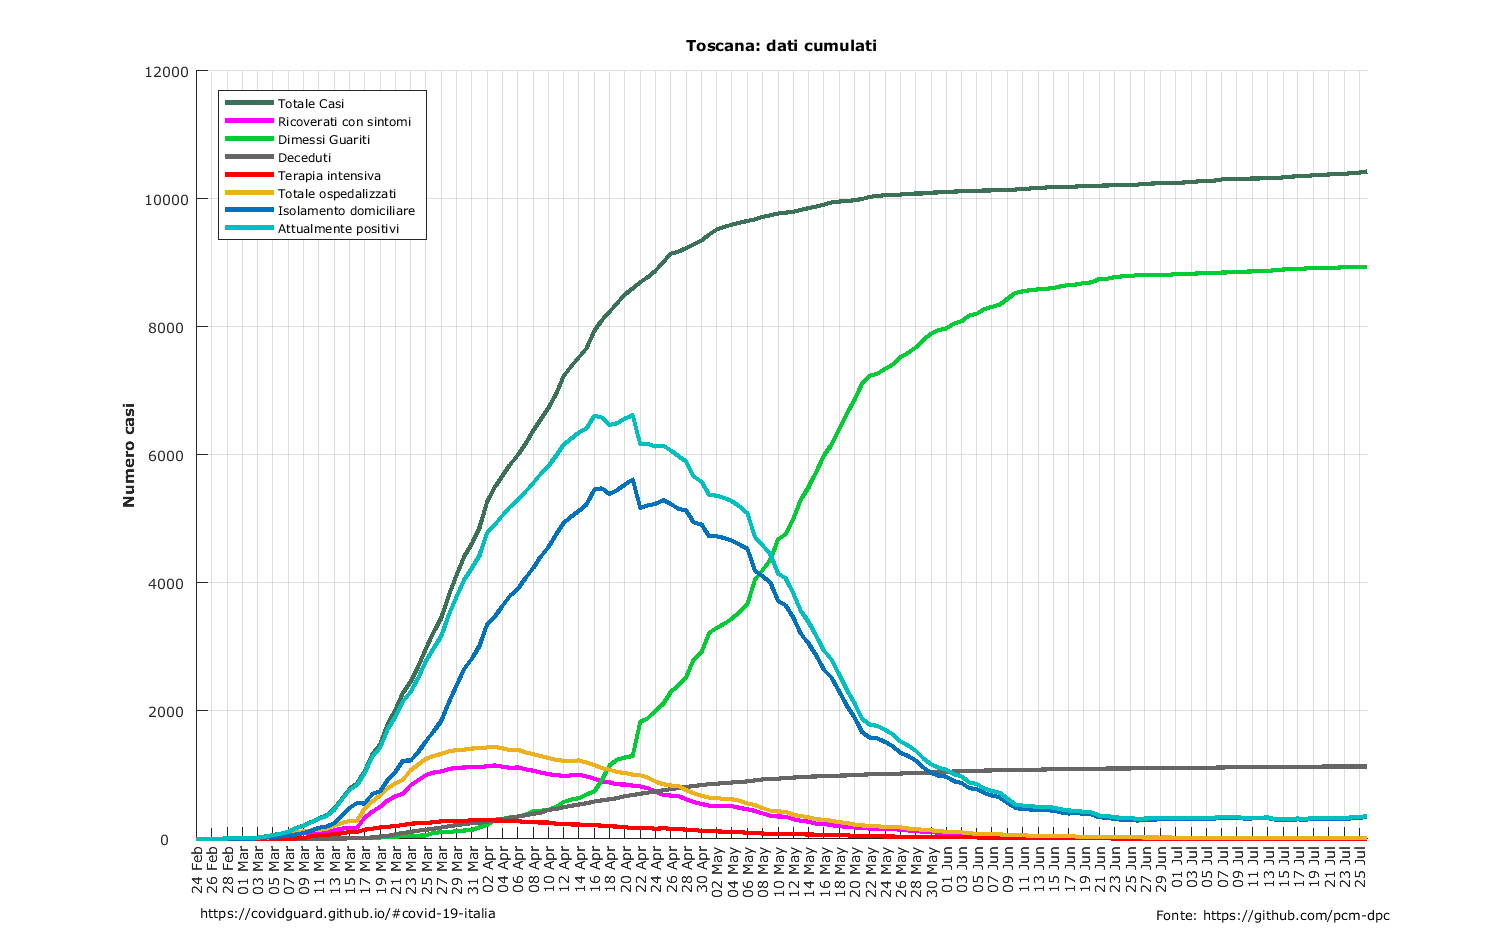 Toscana: dati cumulati
12000
10000
8000
6000
4000
2000
0
Numero casi
Totale Casi
Ricoverati con sintomi
Dimessi Guariti
Deceduti
Terapia intensiva
Totale ospedalizzati
Isolamento domiciliare
Attualmente positivi
24 Feb
26 Feb
28 Feb
01 Mar
03 Mar
05 Mar
07 Mar
09 Mar
11 Mar
13 Mar
15 Mar
17 Mar
19 Mar
21 Mar
23 Mar
25 Mar
27 Mar
29 Mar
31 Mar
02 Apr
04 Apr
06 Apr
08 Apr
10 Apr
12 Apr
14 Apr
16 Apr
18 Apr
20 Apr
22 Apr
24 Apr
26 Apr
28 Apr
30 Apr
02 May
04 May
06 May
08 May
10 May
12 May
14 May
16 May
18 May
20 May
22 May
24 May
26 May
28 May
30 May
01 Jun
03 Jun
05 Jun
07 Jun
09 Jun
11 Jun
13 Jun
15 Jun
17 Jun
19 Jun
21 Jun
23 Jun
25 Jun
27 Jun
29 Jun
01 Jul
03 Jul
05 Jul
07 Jul
09 Jul
11 Jul
13 Jul
15 Jul
17 Jul
19 Jul
21 Jul
23 Jul
25 Jul
https://covidguard.github.io/#covid-19-italia
Fonte: https://github.com/pcm-dpc